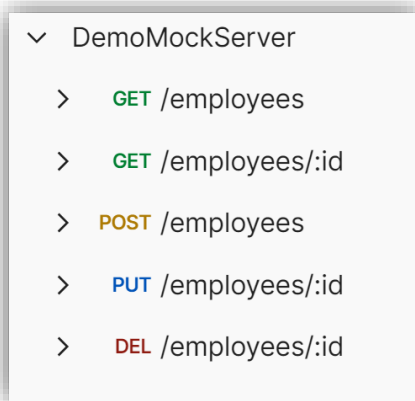 DemoMockServer
GET /employees
GET /employees/:id
POST /employees
PUT /employees/:id
DEL /employees/:id